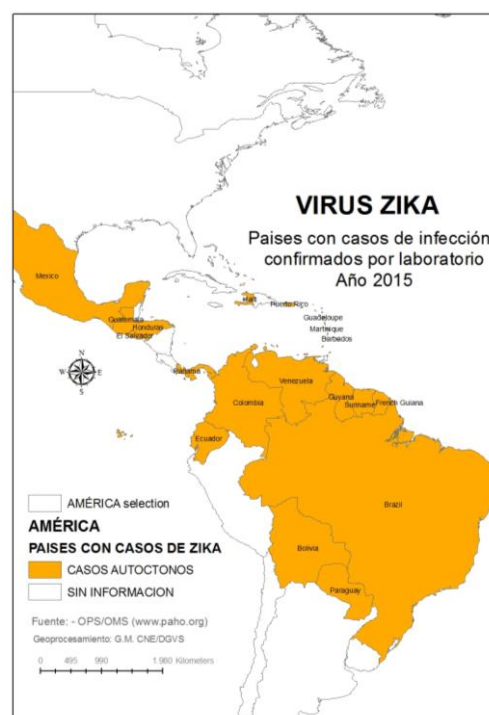 VIRUS ZIKA
Paises con casos de infección
confirmados por laboratorio
Año 2015
Mexico
Haiti
Puerto Rico
Guadeloupe
Guatemala
Honduras
Martinique
El Salvador
Barbados
N
W
E
S
Panama
Venezuela
Guyana
Suriname
French Guiana
Colombia
Ecuador
Brazil
Bolivia
Paraguay
AMÉRICA selection
AMÉRICA
PAISES CON CASOS DE ZIKA
CASOS AUTOCTONOS
SIN INFORMACION
Fuente: - OPS/OMS (www.paho.org)
Geoprocesamiento: G.M. CNE/DGVS
0 495 990 1.980 Kilometers